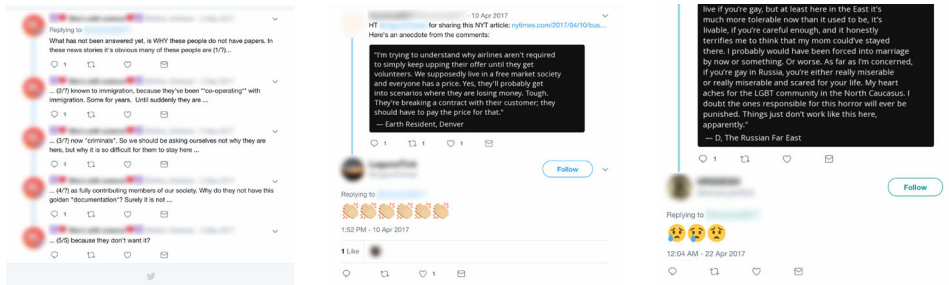 Replying to
What has not been answered yet, is WHY these people do not have papers. In
these news stories it's obvious many of these people are (1/?)...
1
... (2/?) known to immigration, because they've been "co-operating" with
immigration. Some for years. Until suddenly they are ...
1
... (3/?) now "criminals". So we should be asking ourselves not why they are
here, but why it is so difficult for them to stay here ...
1
... (4/?) as fully contributing members of our society. Why do they not have this
golden "documentation"? Surely it is not ...
1
... (5/5) because they don't want it?
- 10 Apr 2017
HT for sharing this NYT article: nytimes.com/2017/04/10/bus...
Here's an anecdote from the comments:
"I'm trying to understand why airlines aren't required
to simply keep upping their offer until they get
volunteers. We supposedly live in a free market society
and everyone has a price. Yes, they'll probably get
into scenarios where they are losing money. Tough.
They're breaking a contract with their customer; they
should have to pay the price for that."
— Earth Resident, Denver
1 1 1
Follow
Replying to
👏👏👏👏👏👏
1:52 PM - 10 Apr 2017
1 Like
1
live if you're gay, but at least here in the East it's
much more tolerable now than it used to be, it's
livable, if you're careful enough, and it honestly
terrifies me to think that my mom could've stayed
there. I probably would have been forced into marriage
by now or something. Or worse. As far as I'm concerned,
if you're gay in Russia, you're either really miserable
or really miserable and scared for your life. My heart
aches for the LGBT community in the North Caucasus. I
doubt the ones responsible for this horror will ever be
punished. Things just don't work like this here,
apparently."
— D, The Russian Far East
1
Follow
Replying to
😥😢😟
12:04 AM - 22 Apr 2017